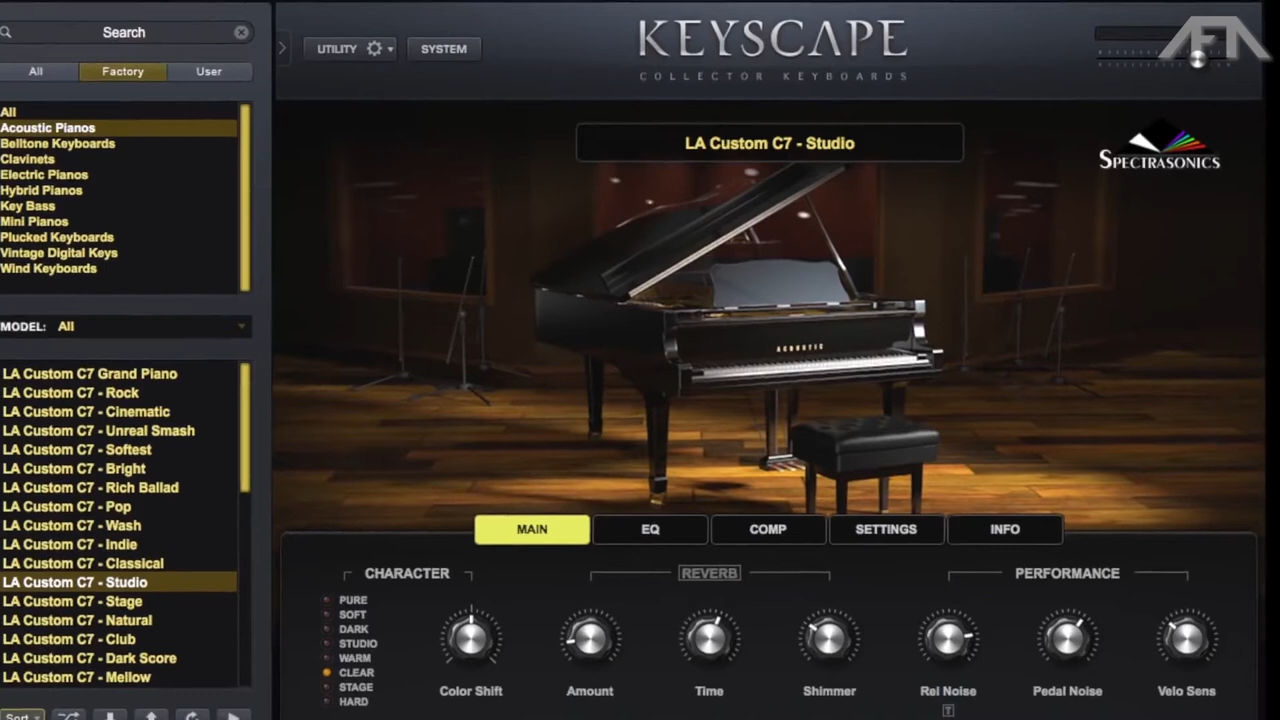 Search
All Factory User
All
Acoustic Pianos
Belltone Keyboards
Clavinets
Electric Pianos
Hybrid Pianos
Key Bass
Mini Pianos
Plucked Keyboards
Vintage Digital Keys
Wind Keyboards
MODEL: All
LA Custom C7 Grand Piano
LA Custom C7 - Rock
LA Custom C7 - Cinematic
LA Custom C7 - Unreal Smash
LA Custom C7 - Softest
LA Custom C7 - Bright
LA Custom C7 - Rich Ballad
LA Custom C7 - Pop
LA Custom C7 - Wash
LA Custom C7 - Indie
LA Custom C7 - Classical
LA Custom C7 - Studio
LA Custom C7 - Stage
LA Custom C7 - Natural
LA Custom C7 - Club
LA Custom C7 - Dark Score
LA Custom C7 - Mellow
Sort
UTILITY SYSTEM
KEYSCAPE
COLLECTOR KEYBOARDS
AFA
LA Custom C7 - Studio
SPECTRASONICS
ACOUSTIC
MAIN EQ COMP SETTINGS INFO
CHARACTER REVERB PERFORMANCE
PURE
SOFT
DARK
STUDIO
WARM
CLEAR
STAGE
HARD
Color Shift Amount Time Shimmer Rel Noise Pedal Noise Velo Sens
T